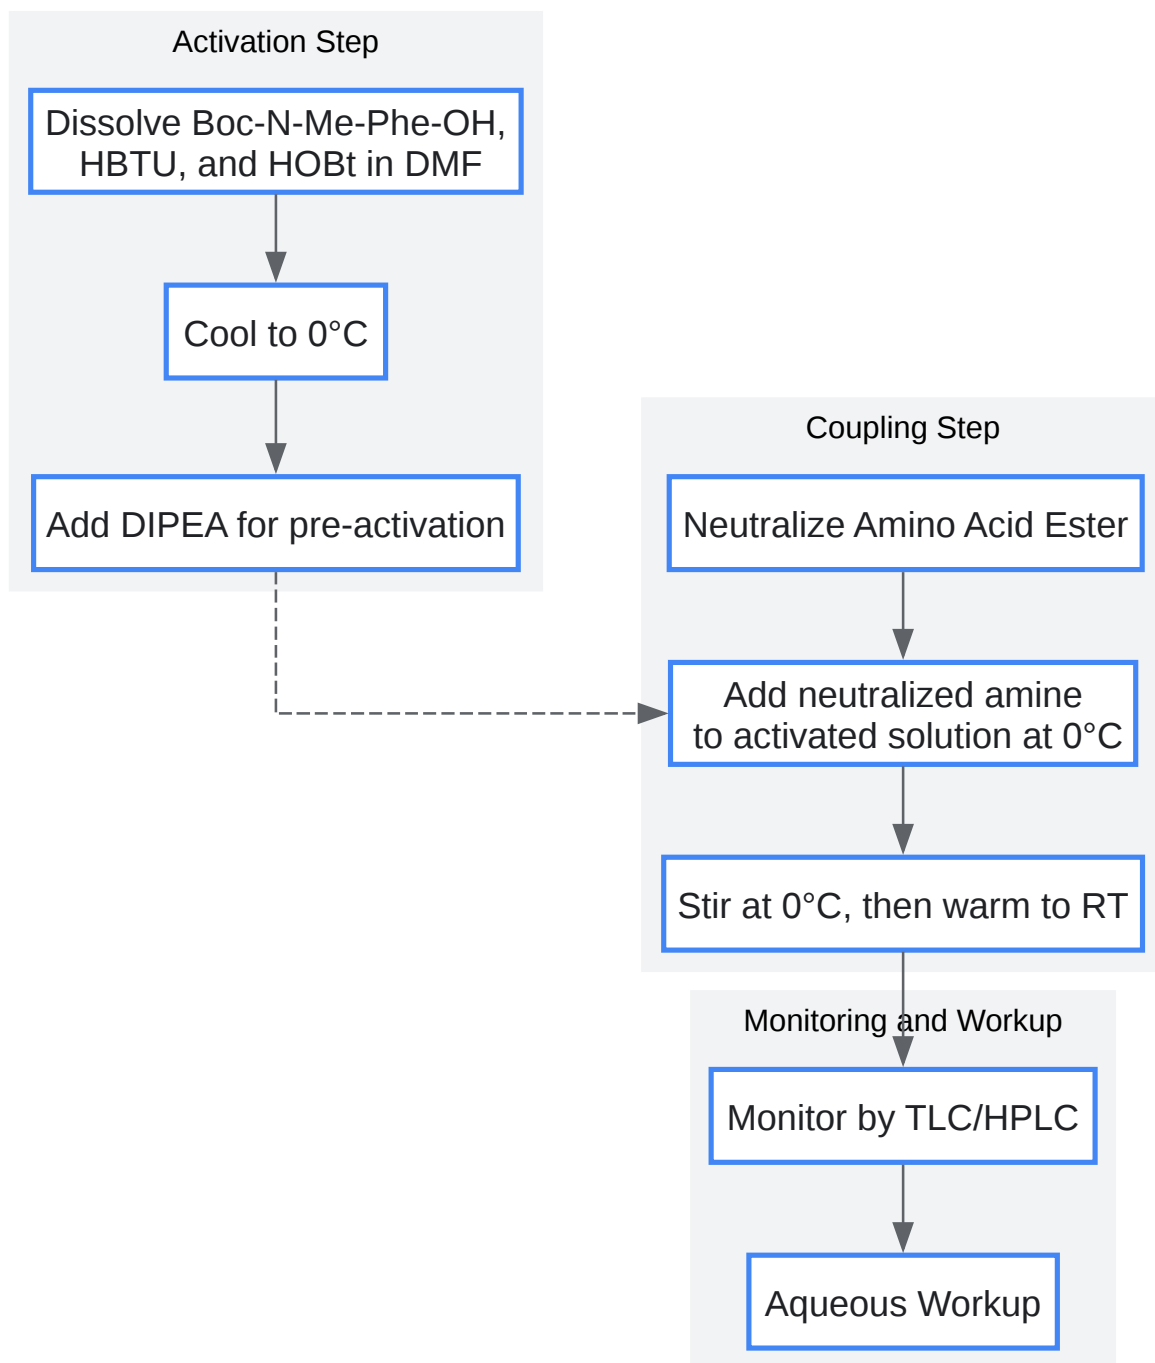 Activation Step
Dissolve Boc-N-Me-Phe-OH,
HBTU, and HOBt in DMF
Cool to 0°C
Add DIPEA for pre-activation
Coupling Step
Neutralize Amino Acid Ester
Add neutralized amine
to activated solution at 0°C
Stir at 0°C, then warm to RT
Monitoring and Workup
Monitor by TLC/HPLC
Aqueous Workup